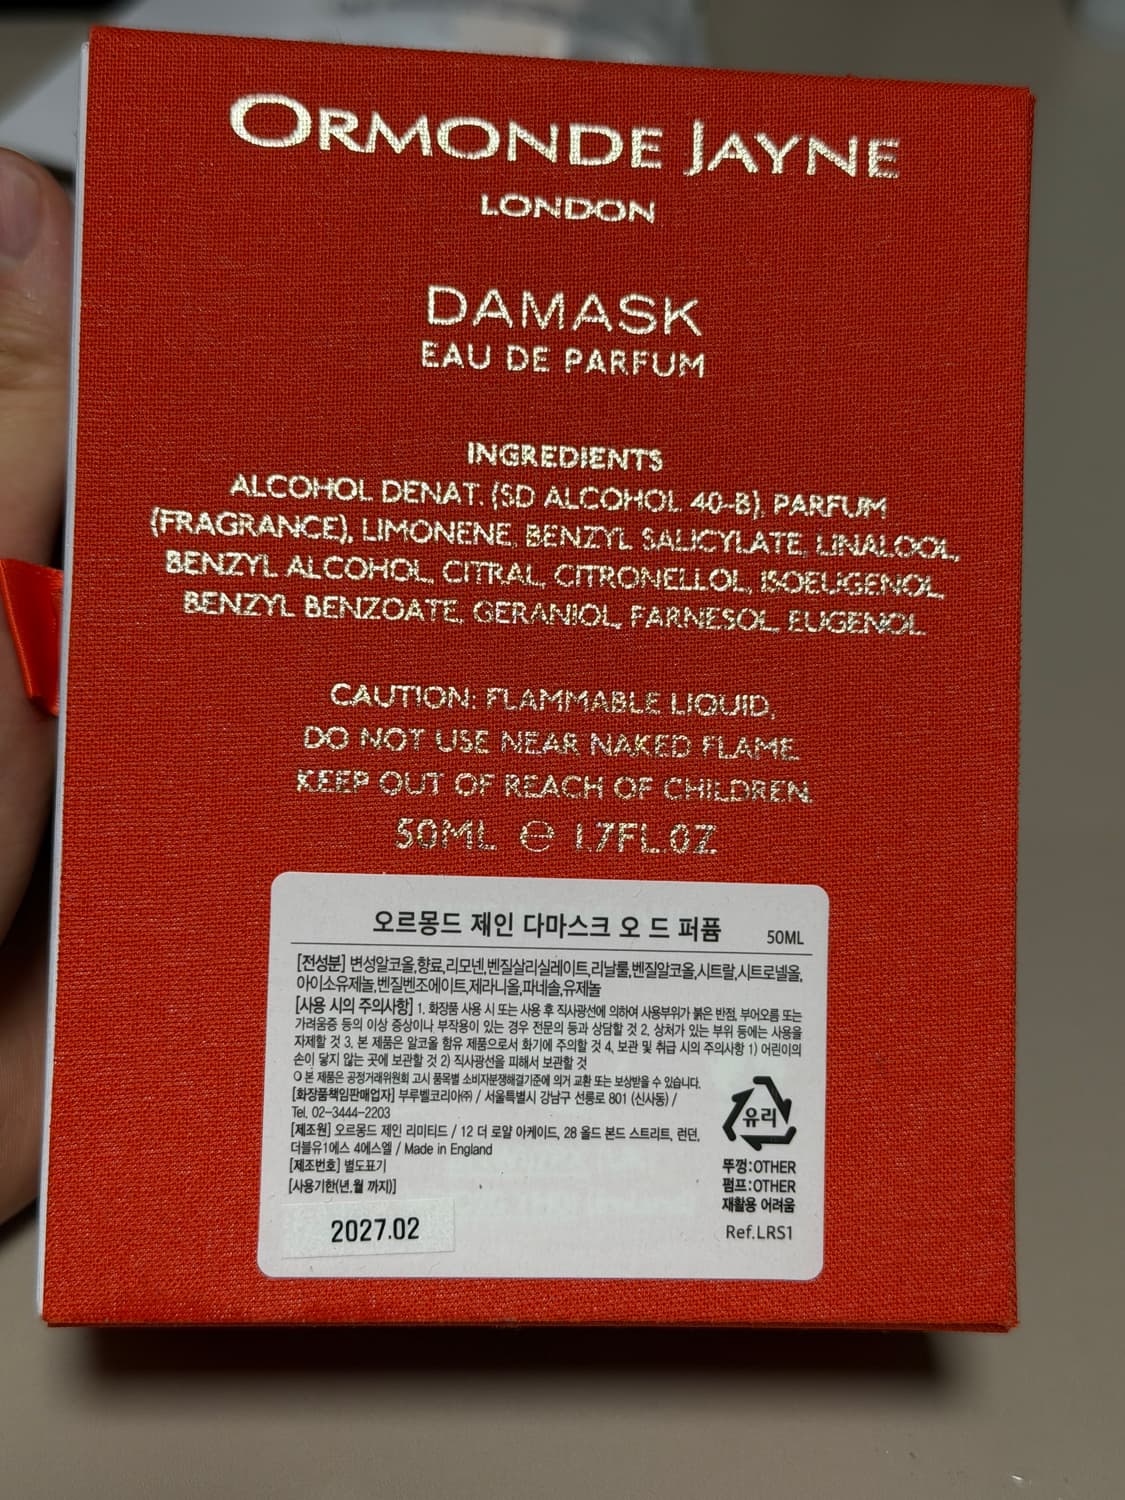 ORMONDE JAYNE
LONDON
DAMASK
EAU DE PARFUM
INGREDIENTS
ALCOHOL DENAT. (SD ALCOHOL 40-B), PARFUM
(FRAGRANCE), LIMONENE, BENZYL SALICYLATE, LINALOOL,
BENZYL ALCOHOL, CITRAL, CITRONELLOL, ISOEUGENOL,
BENZYL BENZOATE, GERANIOL, FARNESOL, EUGENOL.
CAUTION: FLAMMABLE LIQUID,
DO NOT USE NEAR NAKED FLAME.
KEEP OUT OF REACH OF CHILDREN.
50ML e 1.7FL.OZ
오르몽드 제인 다마스크 오 드 퍼퓸 50ML
[전성분] 변성알코올,향료,리모넨,벤질살리실레이트,리날룰,벤질알코올,시트랄,시트로넬올,
아이소유제놀,벤질벤조에이트,제라니올,파네솔,유제놀
[사용 시의 주의사항] 1. 화장품 사용 시 또는 사용 후 직사광선에 의하여 사용부위가 붉은 반점, 부어오름 또는
가려움증 등의 이상 증상이나 부작용이 있는 경우 전문의 등과 상담할 것 2. 상처가 있는 부위 등에는 사용을
자제할 것 3. 본 제품은 알코올 함유 제품으로서 화기에 주의할 것 4. 보관 및 취급 시의 주의사항 1) 어린이의
손이 닿지 않는 곳에 보관할 것 2) 직사광선을 피해서 보관할 것
O 본 제품은 공정거래위원회 고시 품목별 소비자분쟁해결기준에 의거 교환 또는 보상받을 수 있습니다.
[화장품책임판매업자] 부루벨코리아㈜ / 서울특별시 강남구 선릉로 801 (신사동) /
Tel. 02-3444-2203
[제조원] 오르몽드 제인 리미티드 / 12 더 로얄 아케이드, 28 올드 본드 스트리트, 런던,
더블유1에스 4에스엘 / Made in England
[제조번호] 별도표기
[사용기한(년.월 까지)]
2027.02
유리
뚜껑:OTHER
펌프:OTHER
재활용 어려움
Ref.LRS1